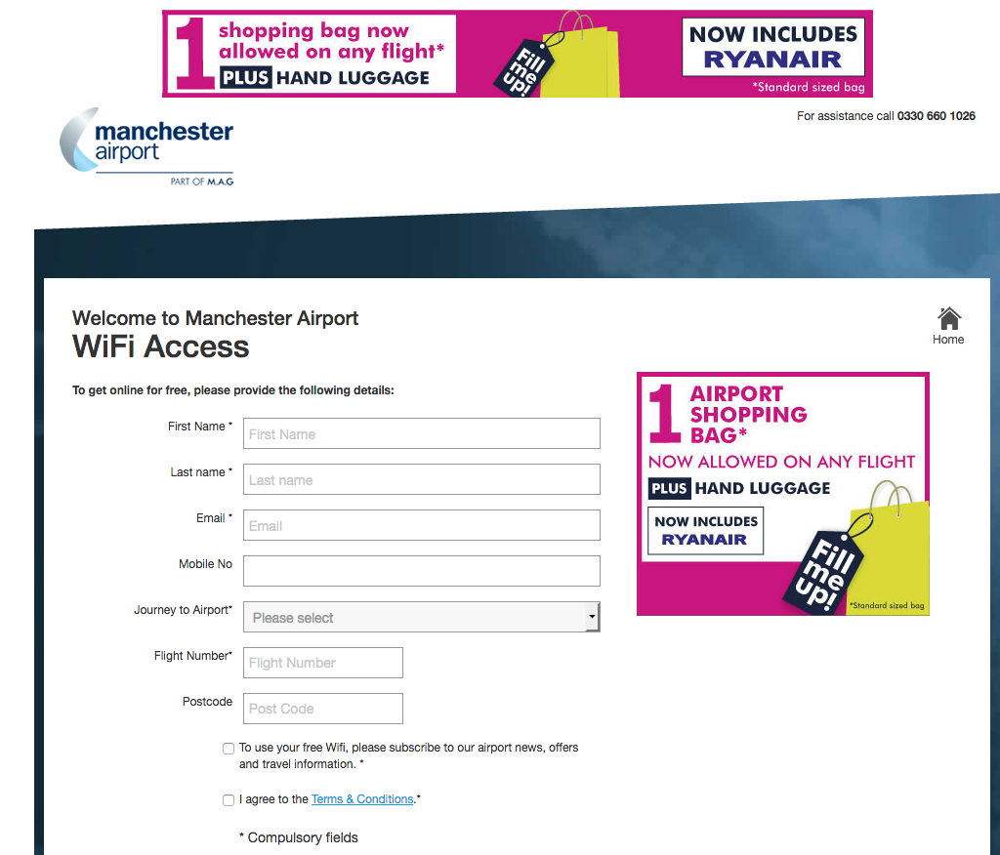 1 shopping bag now
allowed on any flight*
PLUS HAND LUGGAGE
Fill
me
up!
NOW INCLUDES
RYANAIR
*Standard sized bag
For assistance call 0330 660 1026
manchester
airport
PART OF M.A.G
Welcome to Manchester Airport
WiFi Access
Home
To get online for free, please provide the following details:
First Name *
First Name
Last name *
Last name
Email *
Email
Mobile No
Journey to Airport*
Please select
Flight Number*
Flight Number
Postcode
Post Code
To use your free Wifi, please subscribe to our airport news, offers
and travel information. *
I agree to the Terms & Conditions.*
* Compulsory fields
1 AIRPORT
SHOPPING
BAG*
NOW ALLOWED ON ANY FLIGHT
PLUS HAND LUGGAGE
NOW INCLUDES
RYANAIR
Fill
me
up!
*Standard sized bag